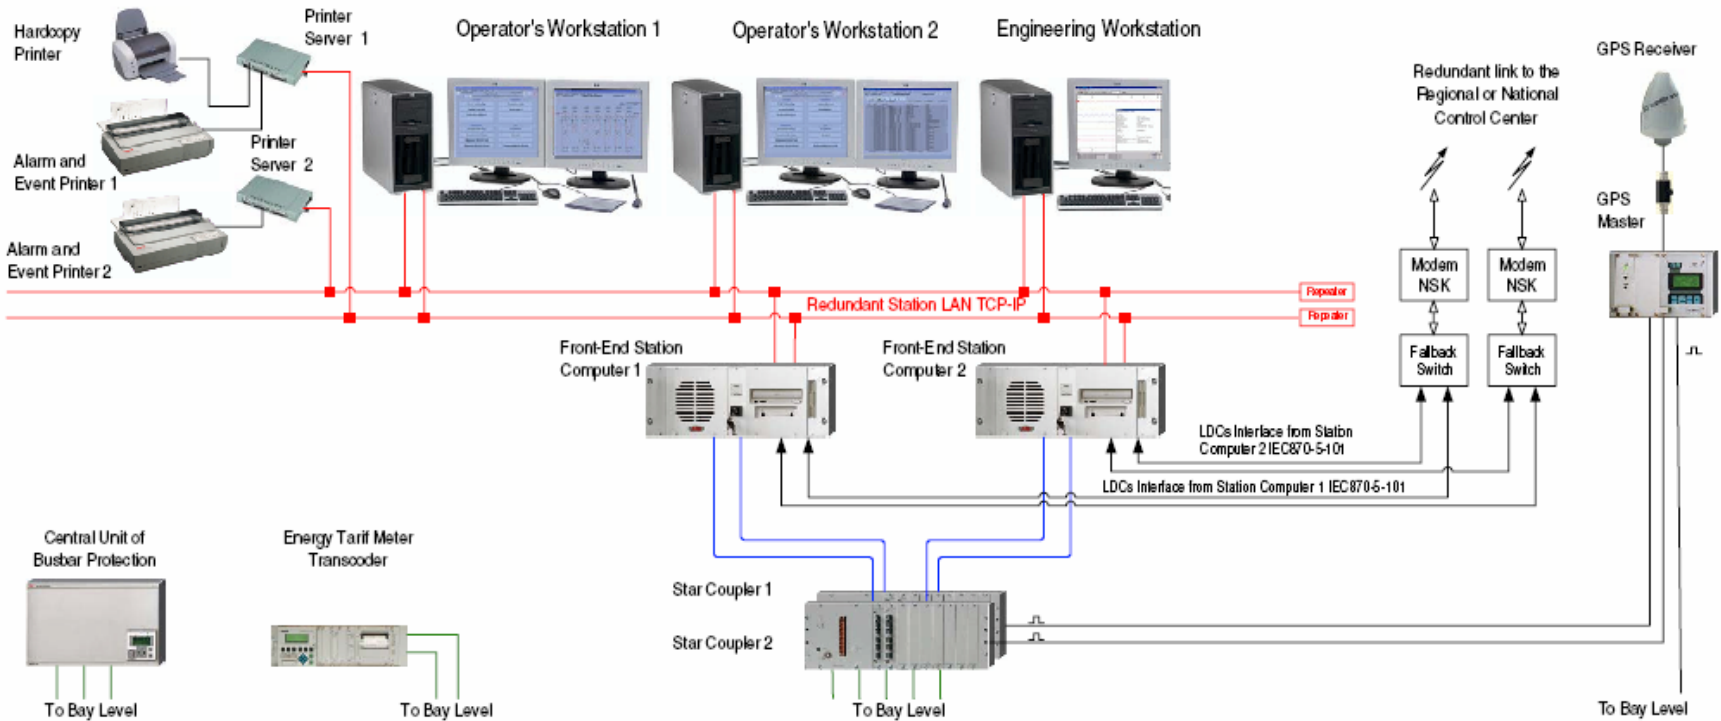 Hardcopy
Printer
Printer
Server 1
Operator's Workstation 1
Operator's Workstation 2
Engineering Workstation
GPS Receiver
Redundant link to the
Regional or National
Control Center
Alarm and
Event Printer 1
Printer
Server 2
GPS
Master
Alarm and
Event Printer 2
Modem
NSK
Modem
NSK
Redundant Station LAN TCP-IP
Repeater
Repeater
Front-End Station
Computer 1
Front-End Station
Computer 2
Fallback
Switch
Fallback
Switch
LDCs Interface from Station
Computer 2 IEC870-5-101
LDCs Interface from Station Computer 1 IEC870-5-101
Central Unit of
Busbar Protection
Energy Tarif Meter
Transcoder
Star Coupler 1
Star Coupler 2
To Bay Level
To Bay Level
To Bay Level
To Bay Level